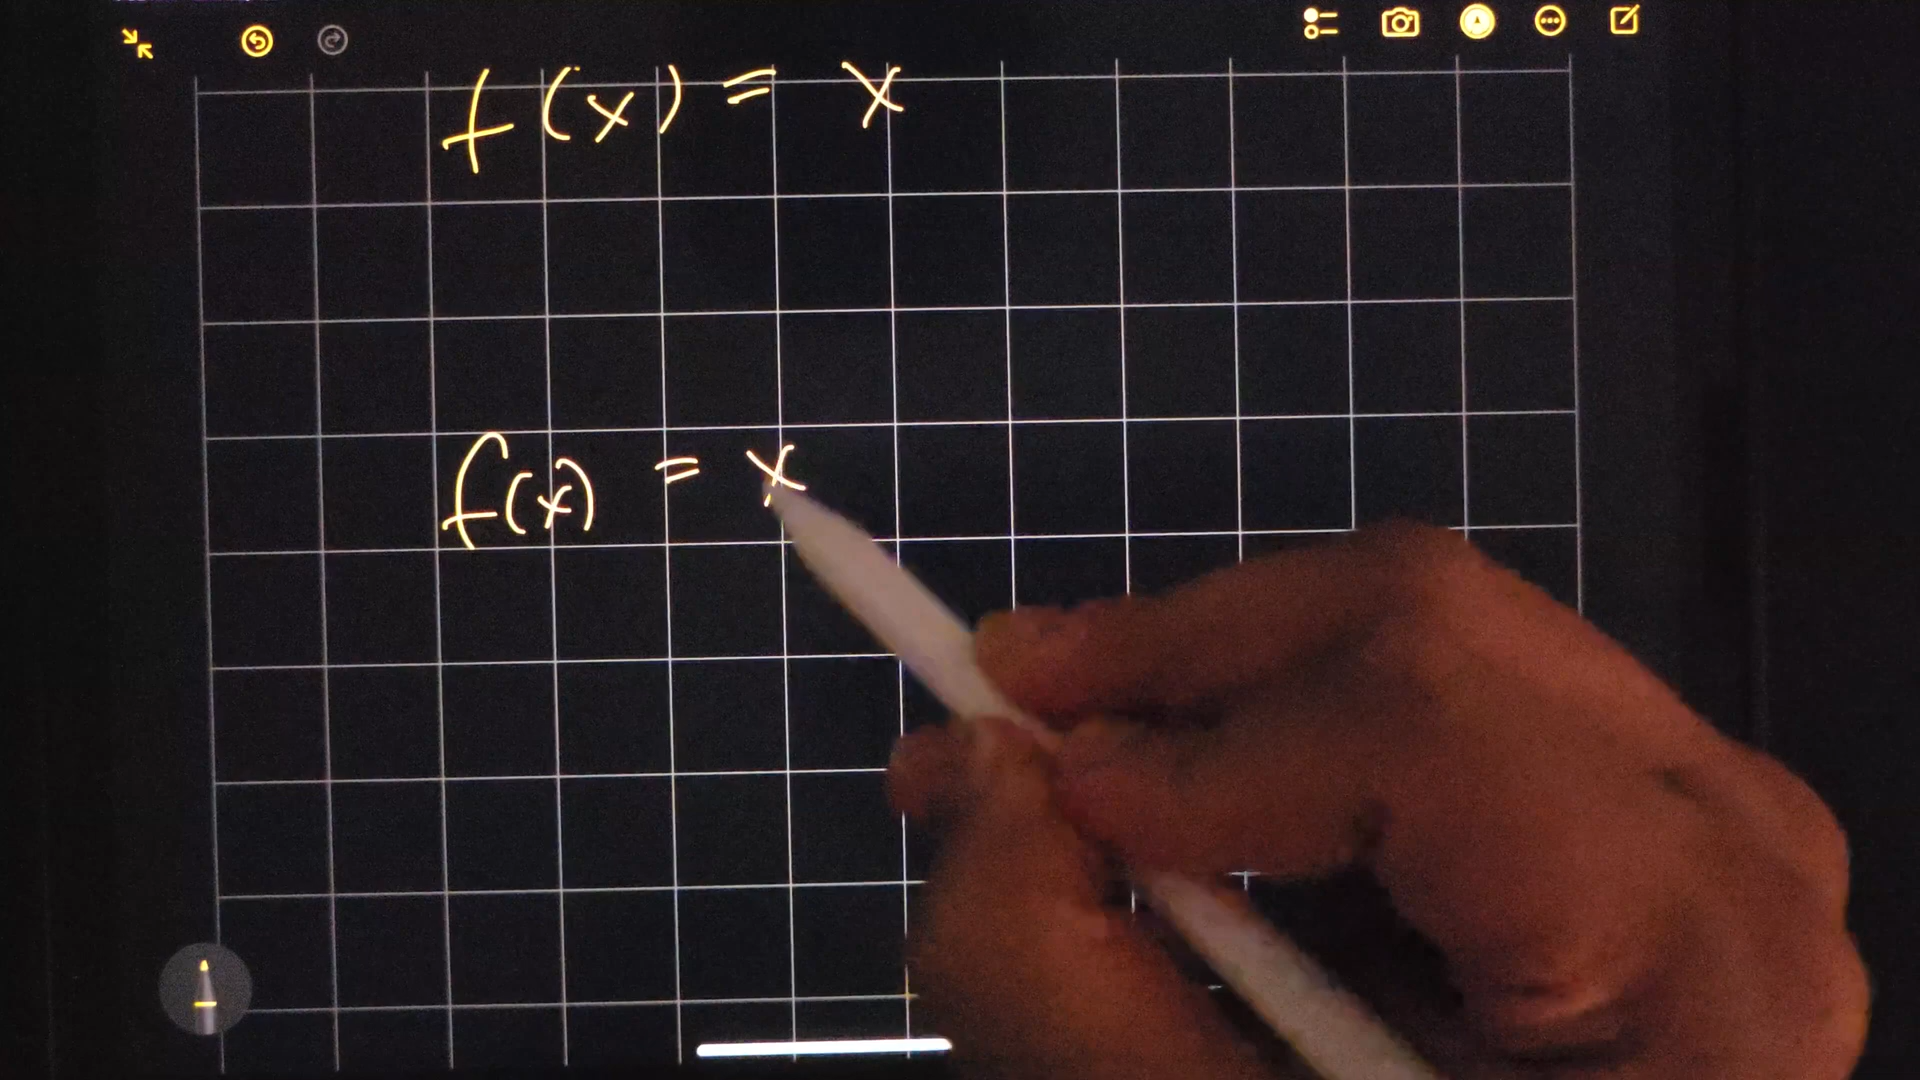 f(x) = x
f(x) = x